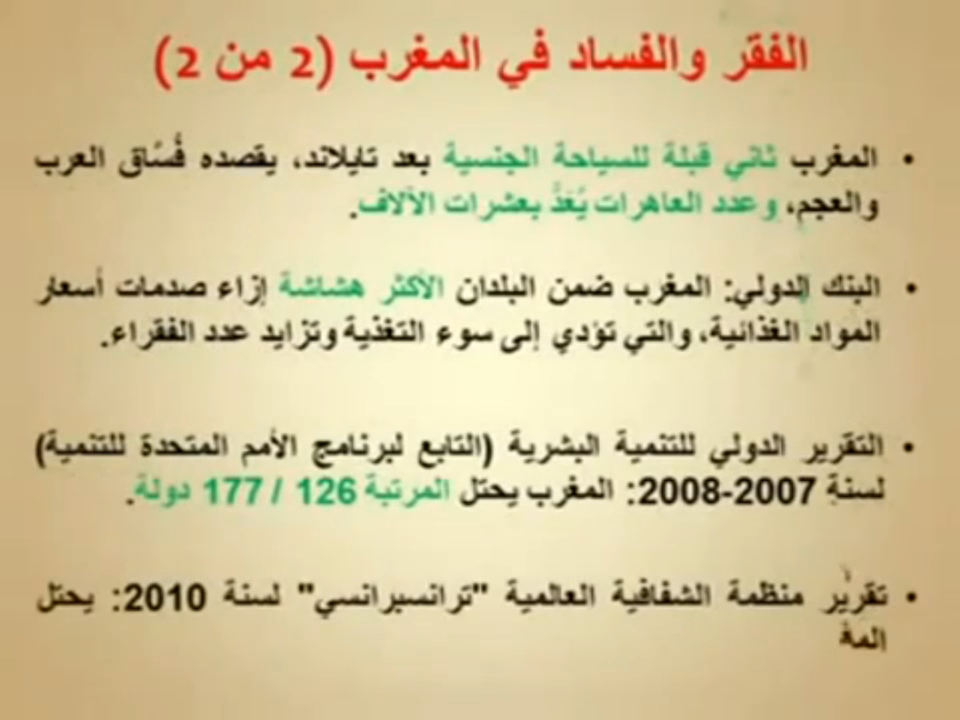 الفقر والفساد في المغرب (2 من 2)
• المغرب ثاني قبلة للسياحة الجنسية بعد تايلاند، يقصده فُسَّاق العرب
والعجم، وعدد العاهرات يُعَدُّ بعشرات الآلاف.
• البنك الدولي: المغرب ضمن البلدان الأكثر هشاشة إزاء صدمات أسعار
المواد الغذائية، والتي تؤدي إلى سوء التغذية وتزايد عدد الفقراء.
• التقرير الدولي للتنمية البشرية (التابع لبرنامج الأمم المتحدة للتنمية)
لسنة 2007-2008: المغرب يحتل المرتبة 126 / 177 دولة.
• تقرير منظمة الشفافية العالمية "ترانسبرانسي" لسنة 2010: يحتل